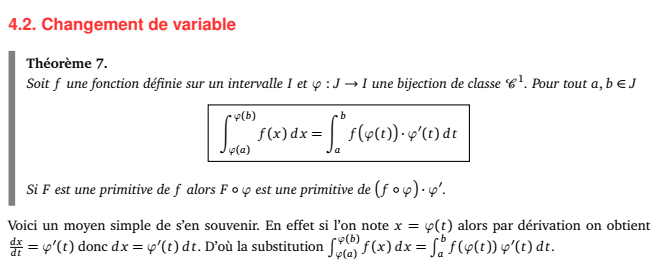 4.2. Changement de variable
Théorème 7.
Soit f une fonction définie sur un intervalle I et φ : J → I une bijection de classe 𝒞¹. Pour tout a, b ∈ J
∫_{φ(a)}^{φ(b)} f(x) dx = ∫_a^b f(φ(t)) · φ′(t) dt
Si F est une primitive de f alors F ∘ φ est une primitive de (f ∘ φ) · φ′.
Voici un moyen simple de s'en souvenir. En effet si l'on note x = φ(t) alors par dérivation on obtient
dx/dt = φ′(t) donc dx = φ′(t) dt. D'où la substitution ∫_{φ(a)}^{φ(b)} f(x) dx = ∫_a^b f(φ(t)) φ′(t) dt.